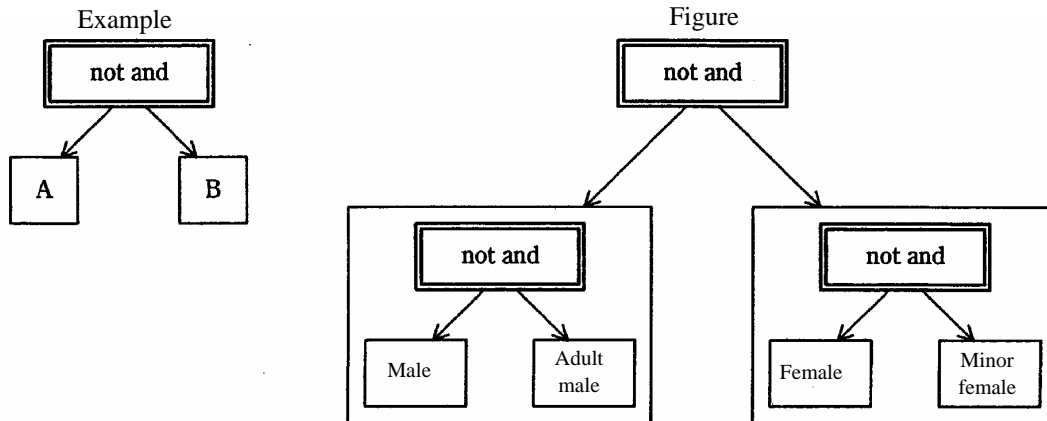 Example
not and
A
B
Figure
not and
not and
Male
Adult
male
not and
Female
Minor
female